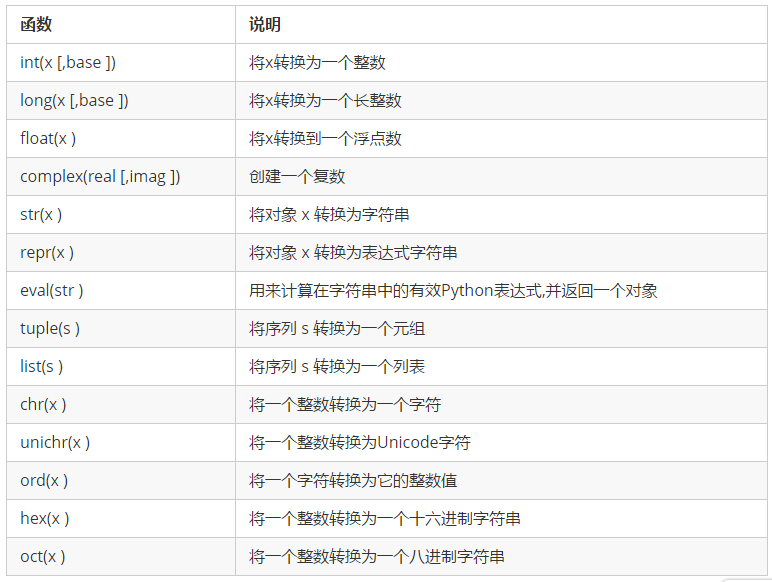 函数 说明
int(x [,base ]) 将x转换为一个整数
long(x [,base ]) 将x转换为一个长整数
float(x ) 将x转换到一个浮点数
complex(real [,imag ]) 创建一个复数
str(x ) 将对象 x 转换为字符串
repr(x ) 将对象 x 转换为表达式字符串
eval(str ) 用来计算在字符串中的有效Python表达式,并返回一个对象
tuple(s ) 将序列 s 转换为一个元组
list(s ) 将序列 s 转换为一个列表
chr(x ) 将一个整数转换为一个字符
unichr(x ) 将一个整数转换为Unicode字符
ord(x ) 将一个字符转换为它的整数值
hex(x ) 将一个整数转换为一个十六进制字符串
oct(x ) 将一个整数转换为一个八进制字符串